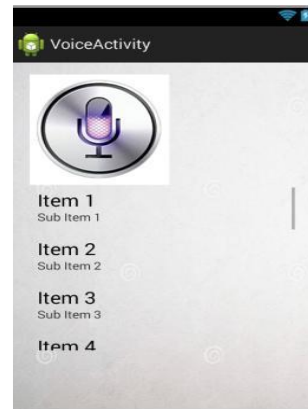 VoiceActivity
Item 1
Sub Item 1
Item 2
Sub Item 2
Item 3
Sub Item 3
Item 4